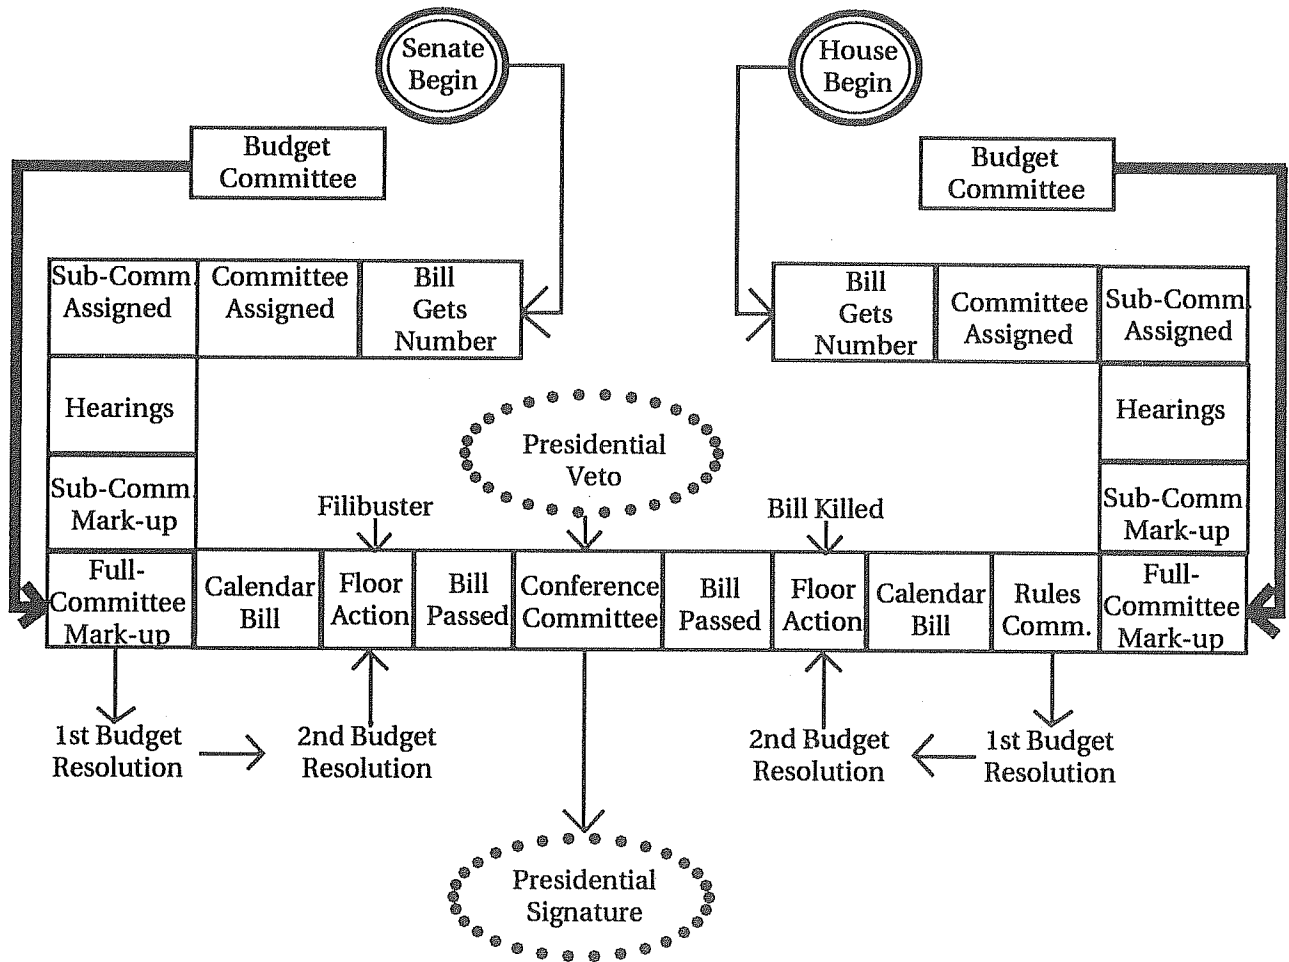 Senate
Begin
House
Begin
Budget
Committee
Budget
Committee
Sub-Comm.
Assigned
Committee
Assigned
Bill
Gets
Number
Bill
Gets
Number
Committee
Assigned
Sub-Comm.
Assigned
Hearings
Hearings
Presidential
Veto
Sub-Comm.
Mark-up
Sub-Comm
Mark-up
Filibuster
Bill Killed
Full-
Committee
Mark-up
Calendar
Bill
Floor
Action
Bill
Passed
Conference
Committee
Bill
Passed
Floor
Action
Calendar
Bill
Rules
Comm.
Full-
Committee
Mark-up
1st Budget
Resolution
2nd Budget
Resolution
2nd Budget
Resolution
1st Budget
Resolution
Presidential
Signature